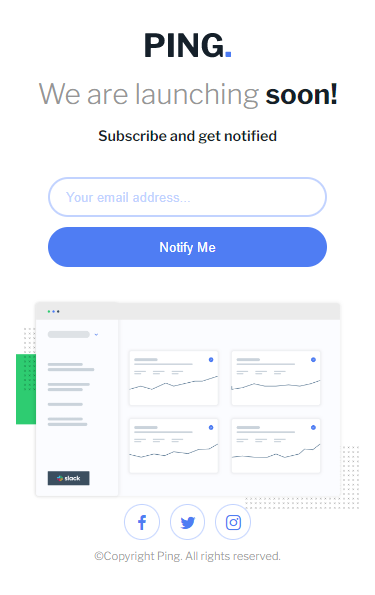 PING.
We are launching soon!
Subscribe and get notified
Your email address...
Notify Me
slack
©Copyright Ping. All rights reserved.